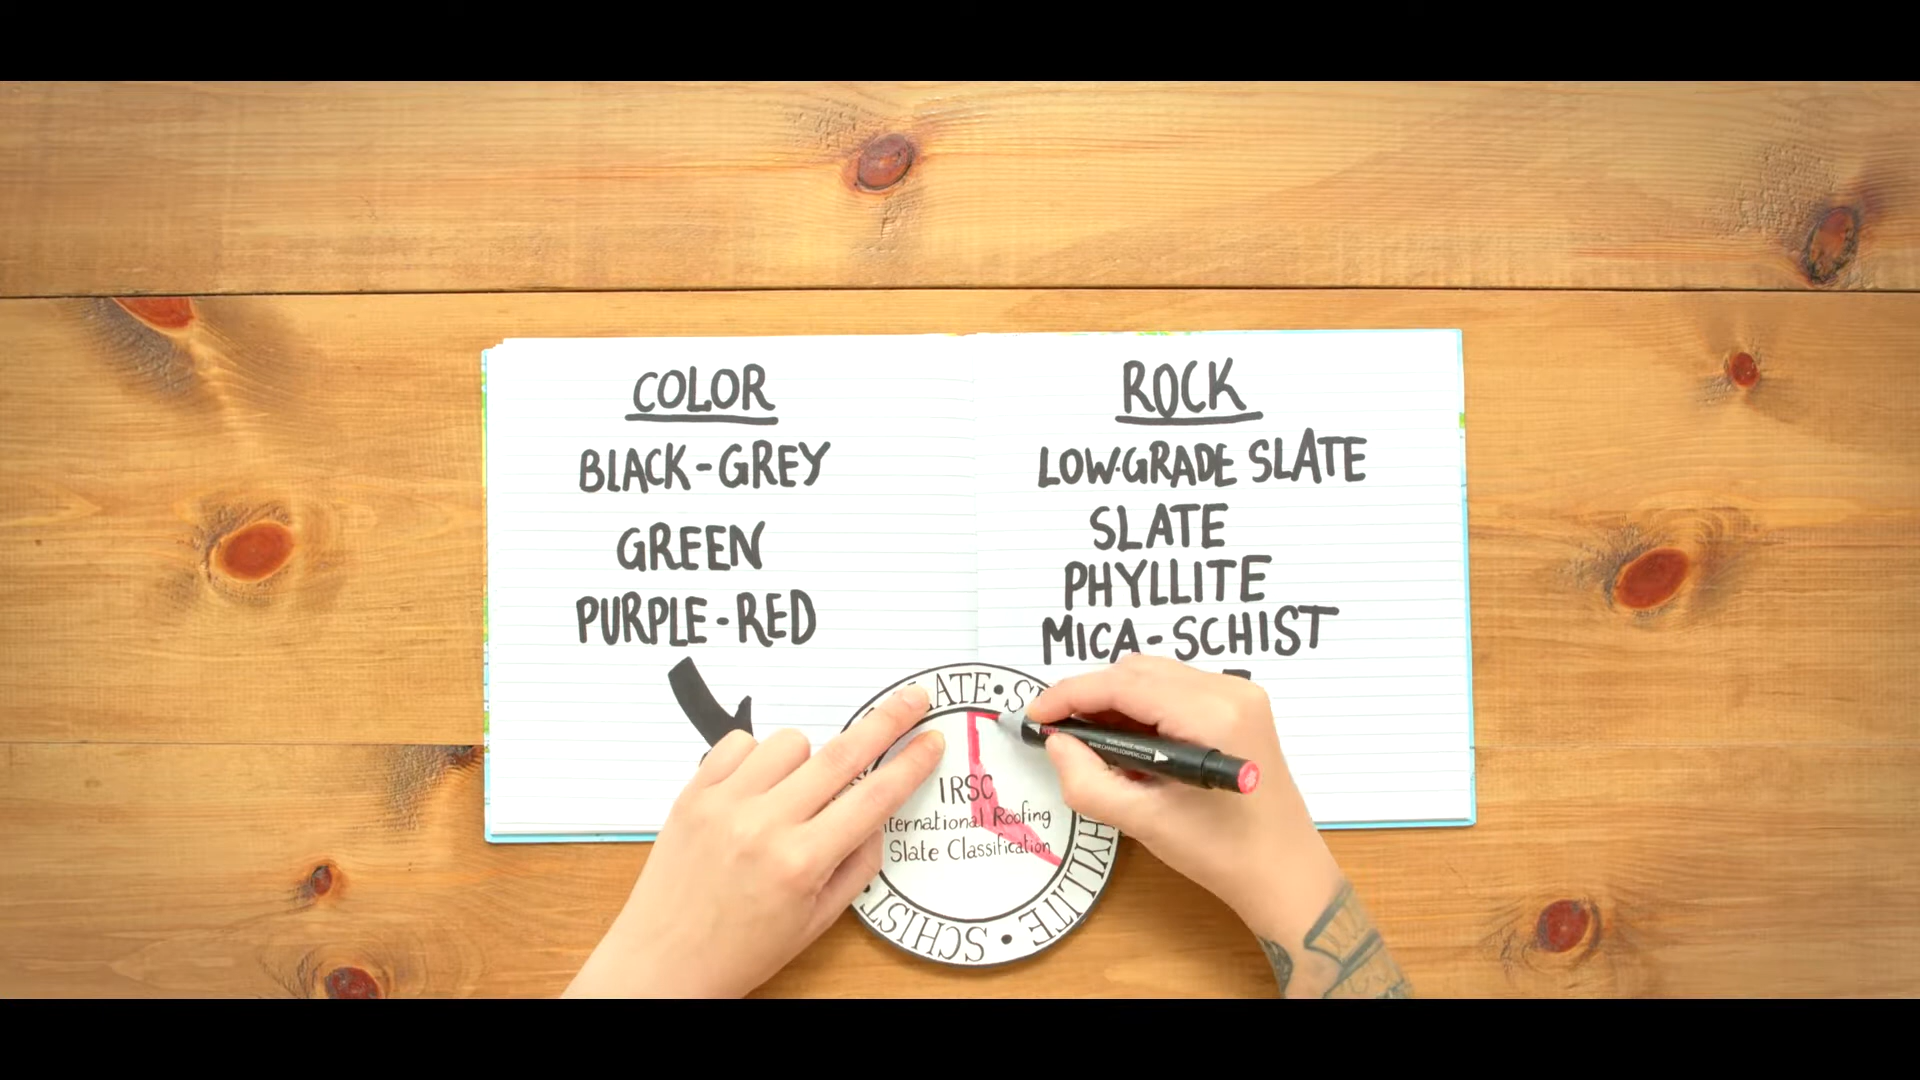 COLOR
BLACK-GREY
GREEN
PURPLE-RED
ROCK
LOW-GRADE SLATE
SLATE
PHYLLITE
MICA-SCHIST
IRSC
International Roofing
Slate Classification
SCHIST